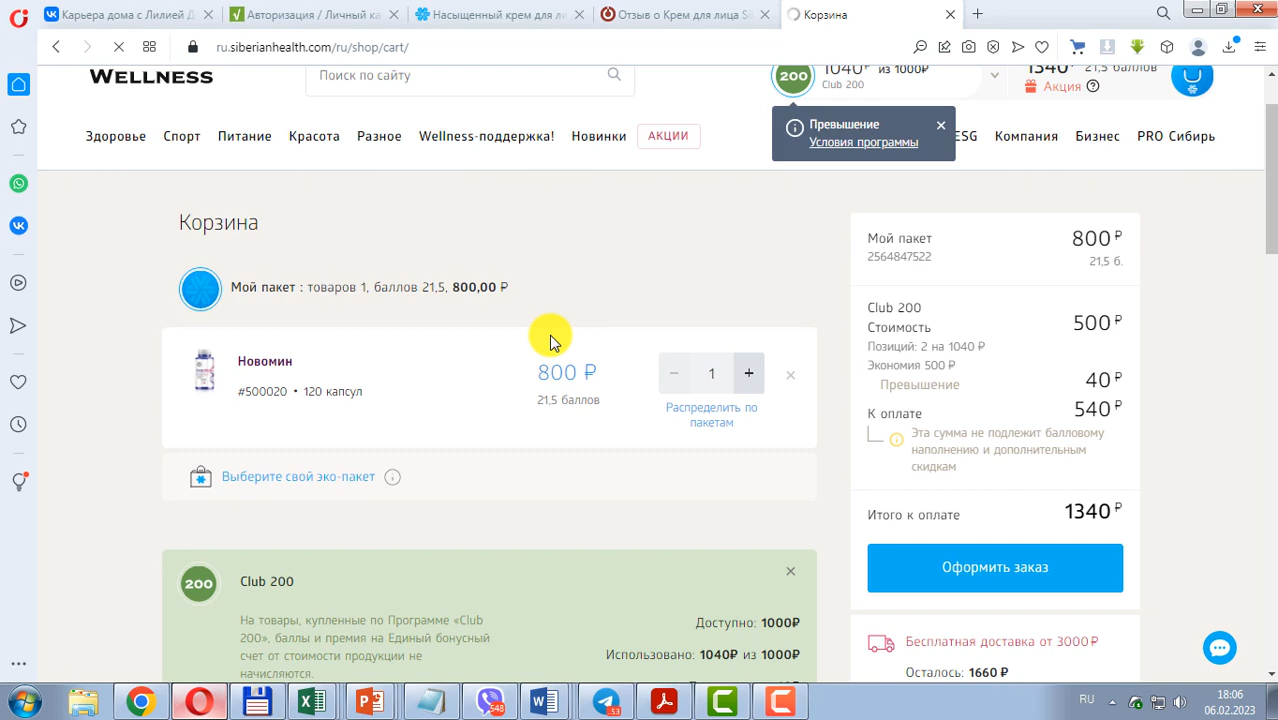 Карьера дома с Лилией Д
Авторизация / Личный ка
Насыщенный крем для ли
Отзыв о Крем для лица Si
Корзина
ru.siberianhealth.com/ru/shop/cart/
WELLNESS
Поиск по сайту
200
1040₽ из 1000₽
Club 200
1340₽ 21,5 баллов
Акция
Превышение
Условия программы
Здоровье Спорт Питание Красота Разное Wellness-поддержка! Новинки АКЦИИ ESG Компания Бизнес PRO Сибирь
Корзина
Мой пакет : товаров 1, баллов 21,5, 800,00 ₽
Новомин
#500020 • 120 капсул
800 ₽
21,5 баллов
1
Распределить по
пакетам
Выберите свой эко-пакет
200
Club 200
На товары, купленные по Программе «Club
200», баллы и премия на Единый бонусный
счет от стоимости продукции не
начисляются.
Доступно: 1000₽
Использовано: 1040₽ из 1000₽
Мой пакет 800 ₽
2564847522 21,5 б.
Club 200
Стоимость 500 ₽
Позиций: 2 на 1040 ₽
Экономия 500 ₽
Превышение 40 ₽
К оплате 540 ₽
Эта сумма не подлежит балловому
наполнению и дополнительным
скидкам
Итого к оплате 1340 ₽
Оформить заказ
Бесплатная доставка от 3000 ₽
Осталось: 1660 ₽
548
53
RU
18:06
06.02.2023